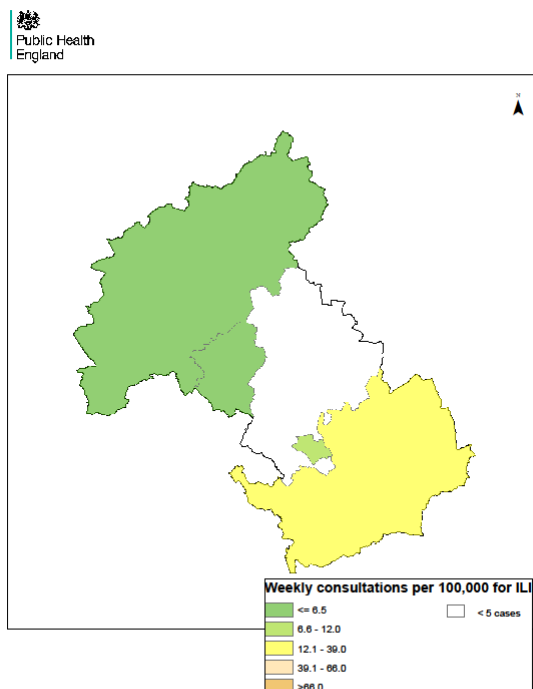 Public Health
England
N
Weekly consultations per 100,000 for ILI
<= 6.5
< 5 cases
6.6 - 12.0
12.1 - 39.0
39.1 - 66.0
>66.0